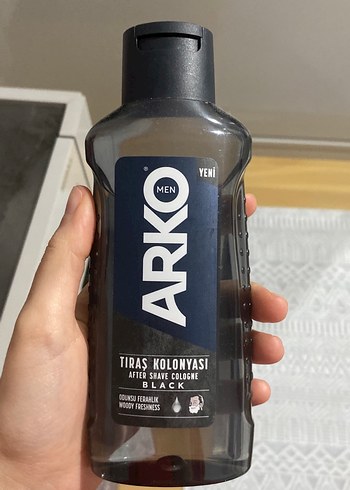 YENİ
ARKO
MEN
TIRAŞ KOLONYASI
AFTER SHAVE COLOGNE
BLACK
ODUNSU FERAHLIK
WOODY FRESHNESS